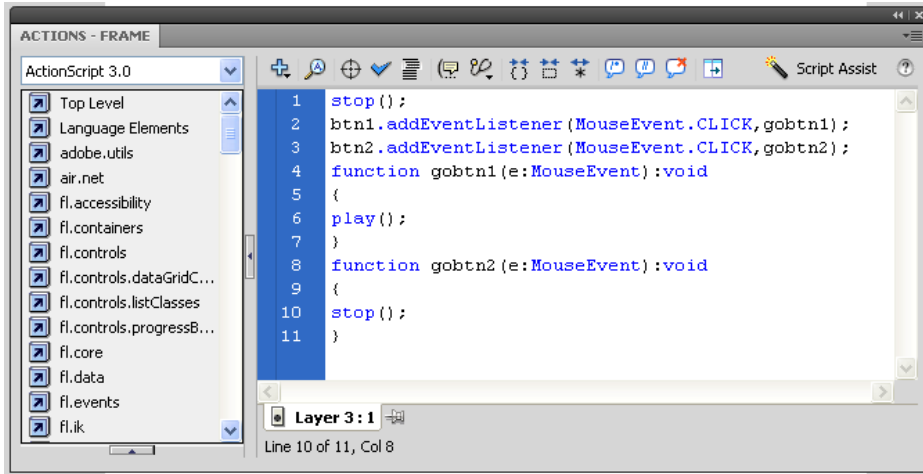 ACTIONS - FRAME
ActionScript 3.0
Script Assist
Top Level
Language Elements
adobe.utils
air.net
fl.accessibility
fl.containers
fl.controls
fl.controls.dataGridC...
fl.controls.listClasses
fl.controls.progressB...
fl.core
fl.data
fl.events
fl.ik
1 stop();
2 btn1.addEventListener(MouseEvent.CLICK,gobtn1);
3 btn2.addEventListener(MouseEvent.CLICK,gobtn2);
4 function gobtn1(e:MouseEvent):void
5 {
6 play();
7 }
8 function gobtn2(e:MouseEvent):void
9 {
10 stop();
11 }
Layer 3 : 1
Line 10 of 11, Col 8